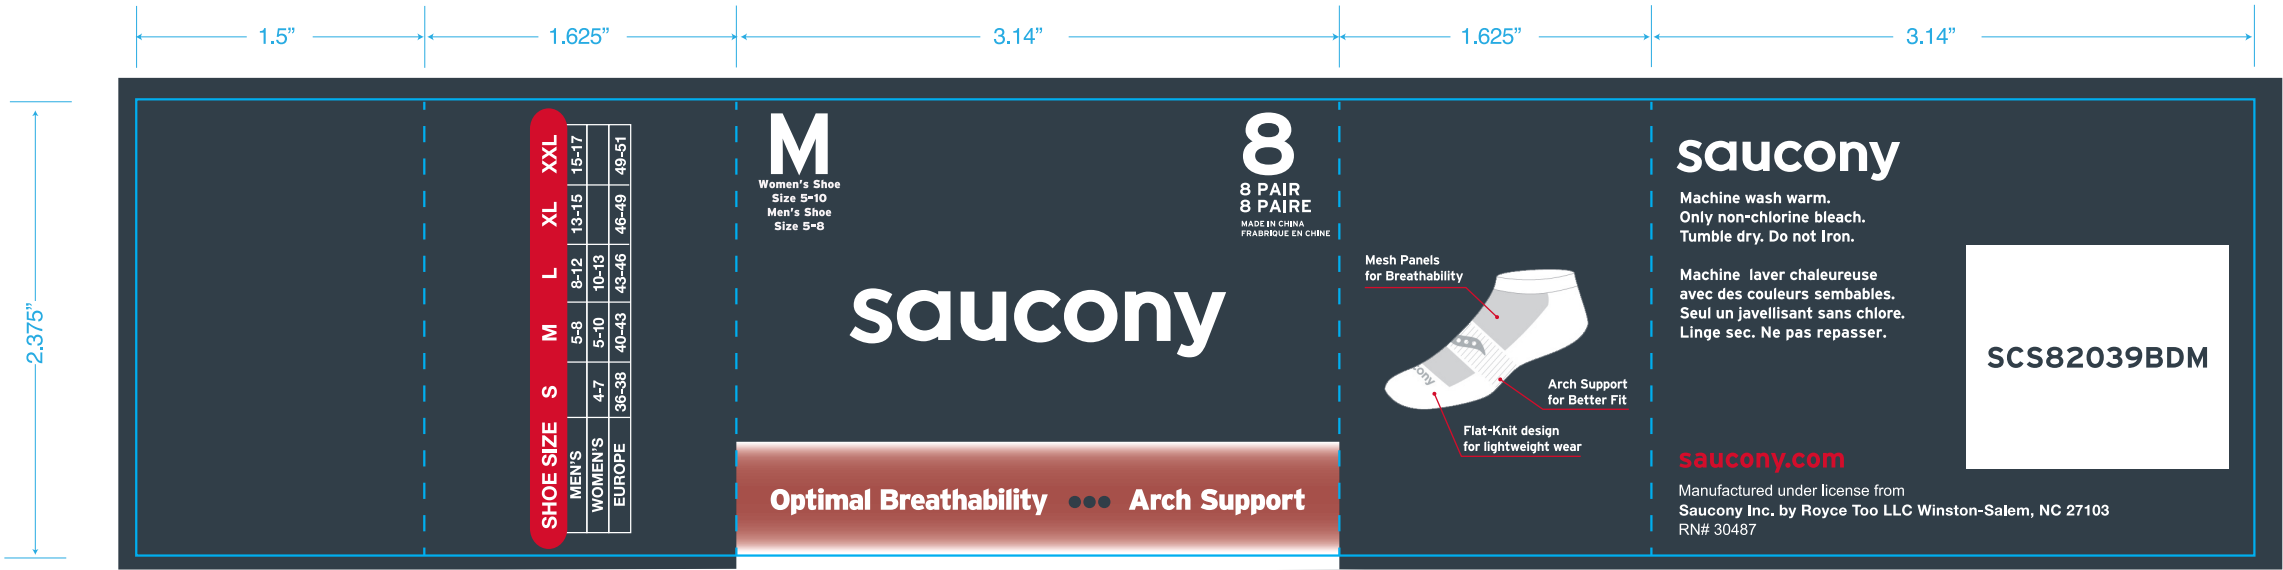 1.5”
1.625”
3.14”
1.625”
3.14”
2.375”
SHOE SIZE S M L XL XXL
MEN'S 5-8 8-12 13-15 15-17
WOMEN'S 4-7 5-10 10-13
EUROPE 36-38 40-43 43-46 46-49 49-51
M
Women's Shoe
Size 5-10
Men's Shoe
Size 5-8
8
8 PAIR
8 PAIRE
MADE IN CHINA
FRABRIQUE EN CHINE
saucony
Optimal Breathability ••• Arch Support
Mesh Panels
for Breathability
cony
Arch Support
for Better Fit
Flat-Knit design
for lightweight wear
saucony
Machine wash warm.
Only non-chlorine bleach.
Tumble dry. Do not Iron.
Machine laver chaleureuse
avec des couleurs sembables.
Seul un javellisant sans chlore.
Linge sec. Ne pas repasser.
SCS82039BDM
saucony.com
Manufactured under license from
Saucony Inc. by Royce Too LLC Winston-Salem, NC 27103
RN# 30487